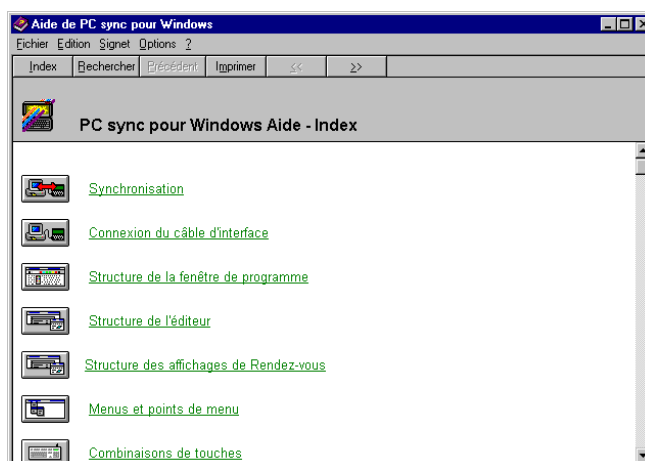 Aide de PC sync pour Windows
Fichier Edition Signet Options ?
Index Rechercher Précédent Imprimer << >>
PC sync pour Windows Aide - Index
Synchronisation
Connexion du câble d'interface
Structure de la fenêtre de programme
Structure de l'éditeur
Structure des affichages de Rendez-vous
Menus et points de menu
Combinaisons de touches